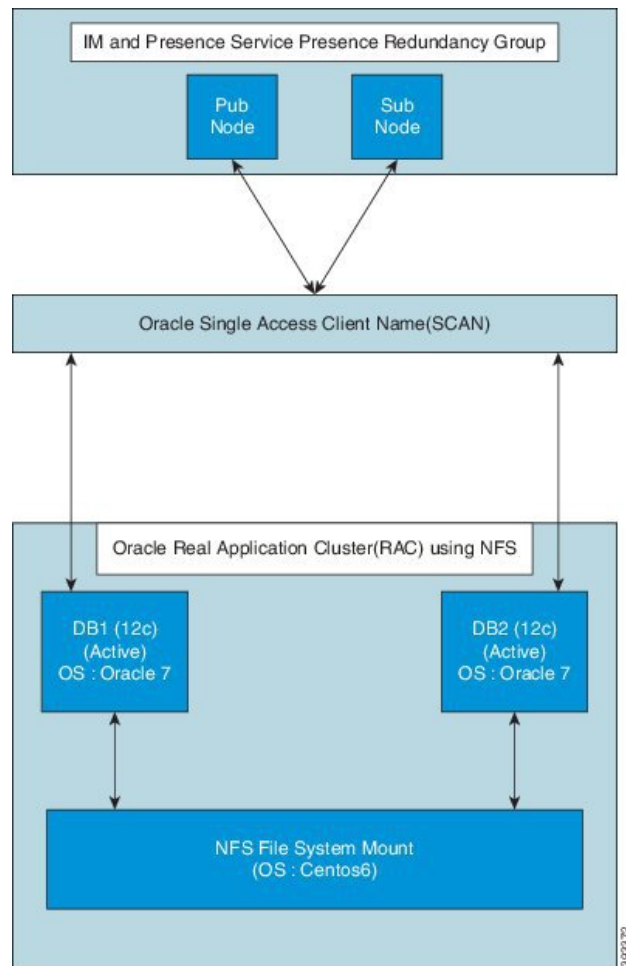 IM and Presence Service Presence Redundancy Group
Pub
Node
Sub
Node
Oracle Single Access Client Name(SCAN)
Oracle Real Application Cluster(RAC) using NFS
DB1 (12c)
(Active)
OS : Oracle 7
DB2 (12c)
(Active)
OS : Oracle 7
NFS File System Mount
(OS : Centos6)